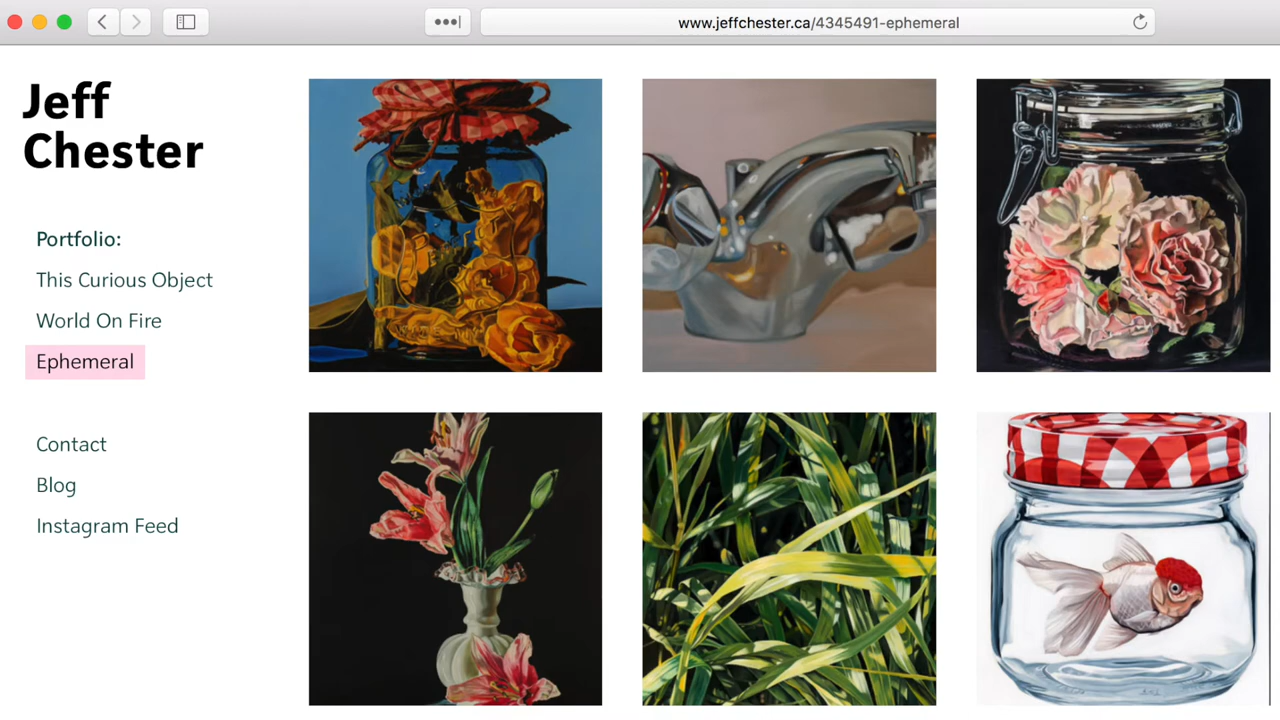 www.jeffchester.ca/4345491-ephemeral
Jeff
Chester
Portfolio:
This Curious Object
World On Fire
Ephemeral
Contact
Blog
Instagram Feed